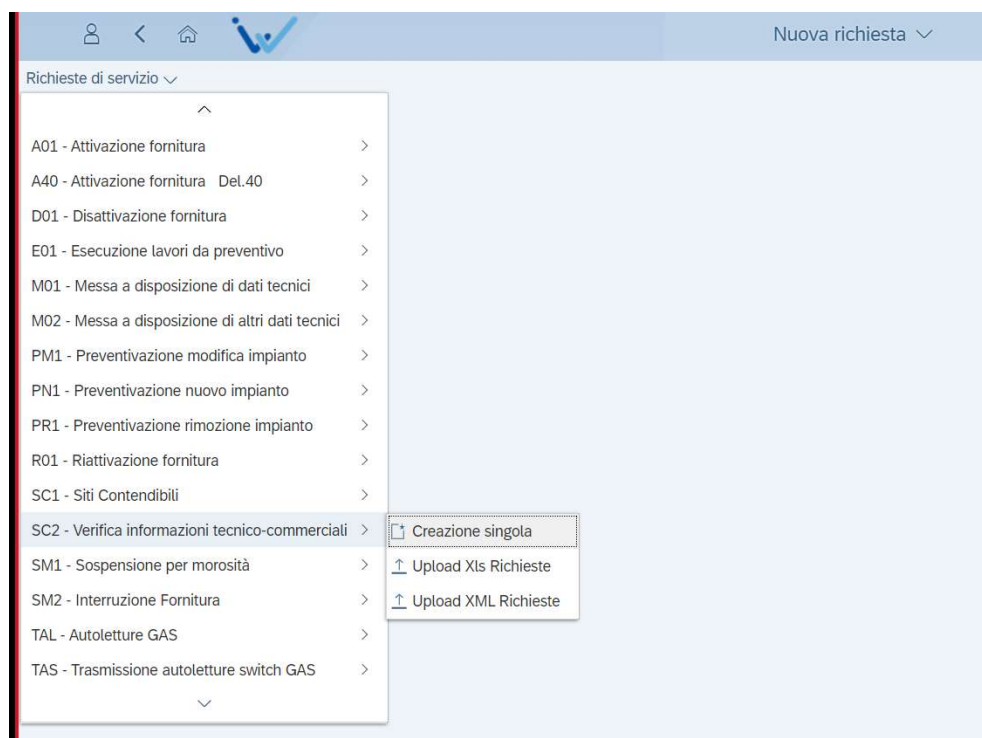 Nuova richiesta
Richieste di servizio
A01 - Attivazione fornitura
A40 - Attivazione fornitura Del.40
D01 - Disattivazione fornitura
E01 - Esecuzione lavori da preventivo
M01 - Messa a disposizione di dati tecnici
M02 - Messa a disposizione di altri dati tecnici
PM1 - Preventivazione modifica impianto
PN1 - Preventivazione nuovo impianto
PR1 - Preventivazione rimozione impianto
R01 - Riattivazione fornitura
SC1 - Siti Contendibili
SC2 - Verifica informazioni tecnico-commerciali
Creazione singola
SM1 - Sospensione per morosità
Upload Xls Richieste
SM2 - Interruzione Fornitura
Upload XML Richieste
TAL - Autoletture GAS
TAS - Trasmissione autoletture switch GAS